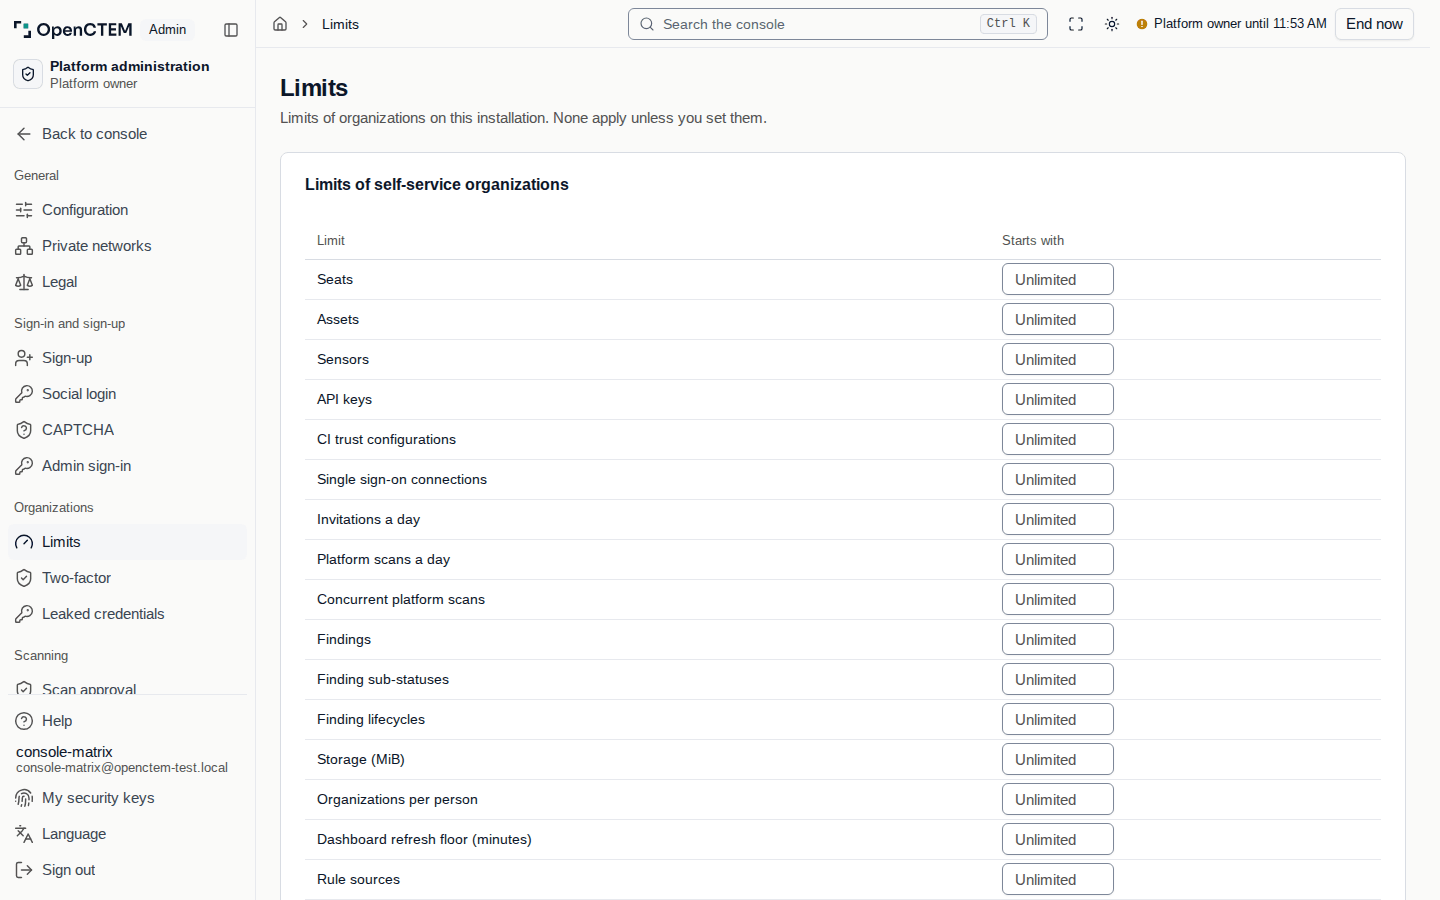 OpenCTEM Admin
Platform administration
Platform owner
Back to console
General
Configuration
Private networks
Legal
Sign-in and sign-up
Sign-up
Social login
CAPTCHA
Admin sign-in
Organizations
Limits
Two-factor
Leaked credentials
Scanning
Scan approval
Help
console-matrix
console-matrix@openctem-test.local
My security keys
Language
Sign out
Limits
Search the console Ctrl K
Platform owner until 11:53 AM
End now
Limits
Limits of organizations on this installation. None apply unless you set them.
Limits of self-service organizations
Limit Starts with
Seats Unlimited
Assets Unlimited
Sensors Unlimited
API keys Unlimited
CI trust configurations Unlimited
Single sign-on connections Unlimited
Invitations a day Unlimited
Platform scans a day Unlimited
Concurrent platform scans Unlimited
Findings Unlimited
Finding sub-statuses Unlimited
Finding lifecycles Unlimited
Storage (MiB) Unlimited
Organizations per person Unlimited
Dashboard refresh floor (minutes) Unlimited
Rule sources Unlimited